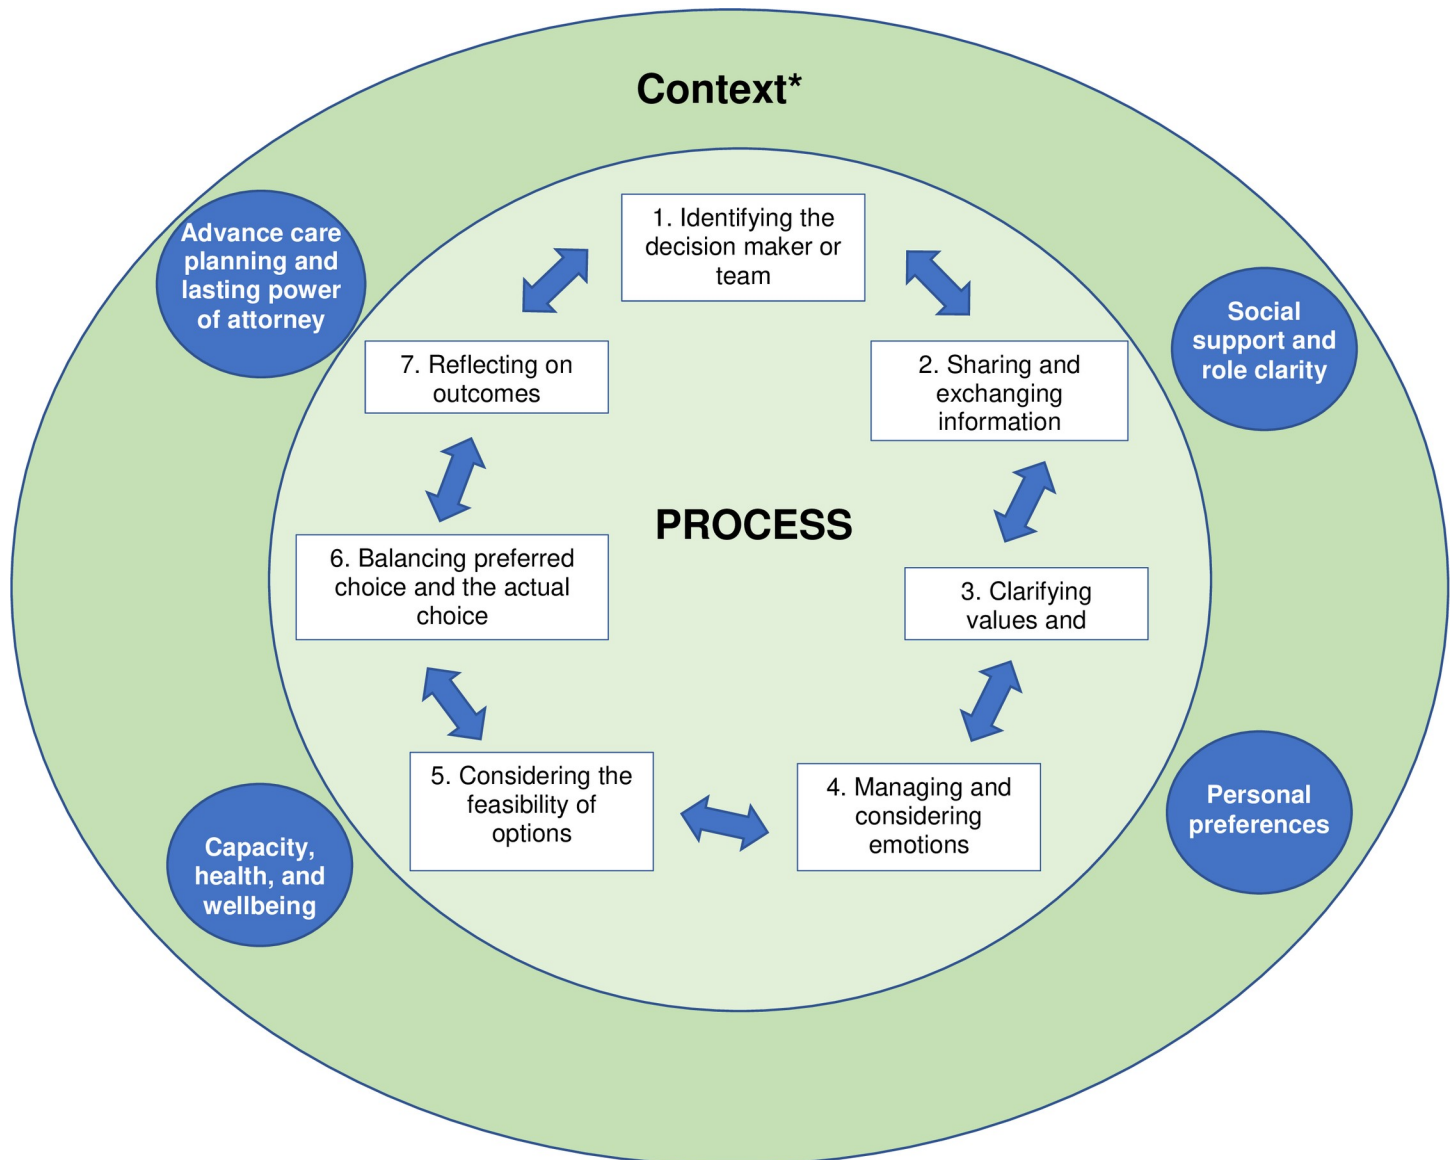 Context*
Advance care
planning and
lasting power
of attorney
Social
support and
role clarity
1. Identifying the
decision maker or
team
2. Sharing and
exchanging
information
3. Clarifying
values and
4. Managing and
considering
emotions
5. Considering the
feasibility of
options
6. Balancing preferred
choice and the actual
choice
7. Reflecting on
outcomes
PROCESS
Personal
preferences
Capacity,
health, and
wellbeing